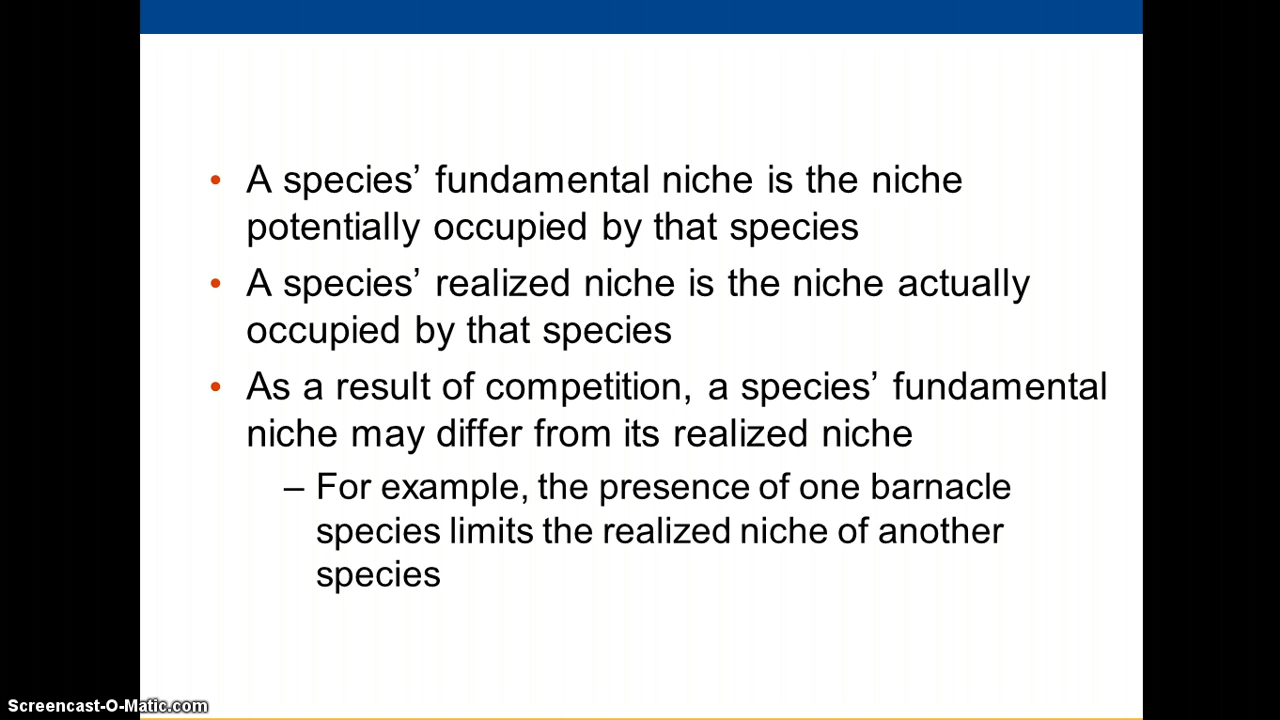 • A species’ fundamental niche is the niche
potentially occupied by that species
• A species’ realized niche is the niche actually
occupied by that species
• As a result of competition, a species’ fundamental
niche may differ from its realized niche
– For example, the presence of one barnacle
species limits the realized niche of another
species
Screencast-O-Matic.com